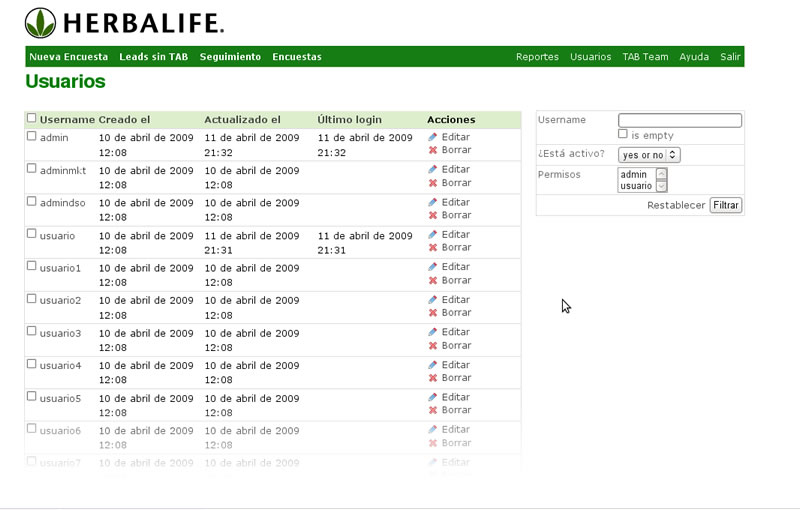 HERBALIFE.
Nueva Encuesta Leads sin TAB Seguimiento Encuestas Reportes Usuarios TAB Team Ayuda Salir
Usuarios
Username Creado el Actualizado el Último login Acciones
admin 10 de abril de 2009 11 de abril de 2009 11 de abril de 2009 Editar
12:08 21:32 21:32 Borrar
adminmkt 10 de abril de 2009 10 de abril de 2009 Editar
12:08 12:08 Borrar
admindso 10 de abril de 2009 10 de abril de 2009 Editar
12:08 12:08 Borrar
usuario 10 de abril de 2009 11 de abril de 2009 11 de abril de 2009 Editar
12:08 21:31 21:31 Borrar
usuario1 10 de abril de 2009 10 de abril de 2009 Editar
12:08 12:08 Borrar
usuario2 10 de abril de 2009 10 de abril de 2009 Editar
12:08 12:08 Borrar
usuario3 10 de abril de 2009 10 de abril de 2009 Editar
12:08 12:08 Borrar
usuario4 10 de abril de 2009 10 de abril de 2009 Editar
12:08 12:08 Borrar
usuario5 10 de abril de 2009 10 de abril de 2009 Editar
12:08 12:08 Borrar
usuario6 10 de abril de 2009 10 de abril de 2009 Editar
12:08 12:08 Borrar
usuario7 10 de abril de 2009 10 de abril de 2009 Editar
12:08 12:08 Borrar
Username
is empty
¿Está activo? yes or no
Permisos admin
usuario
Restablecer Filtrar